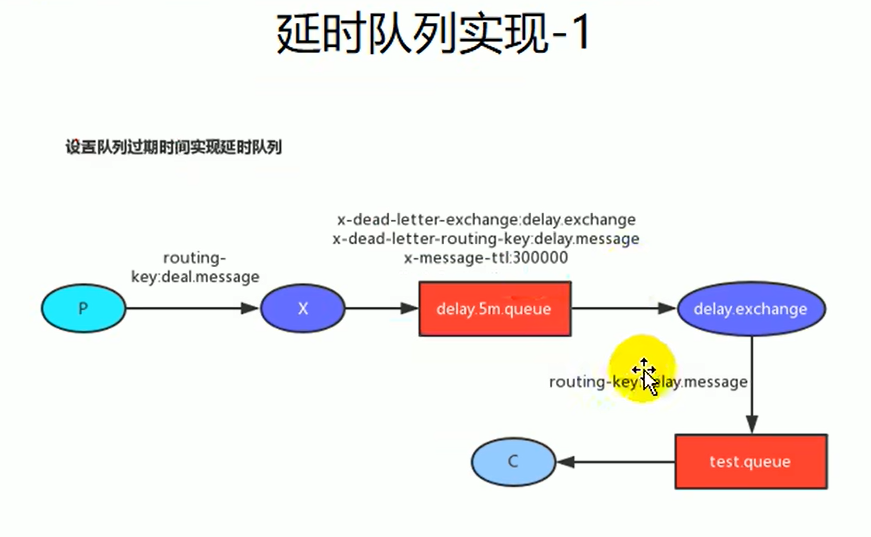 延时队列实现-1
设置队列过期时间实现延时队列
x-dead-letter-exchange:delay.exchange
x-dead-letter-routing-key:delay.message
x-message-ttl:300000
routing-
key:deal.message
P
X
delay.5m.queue
delay.exchange
routing-key:delay.message
C
test.queue